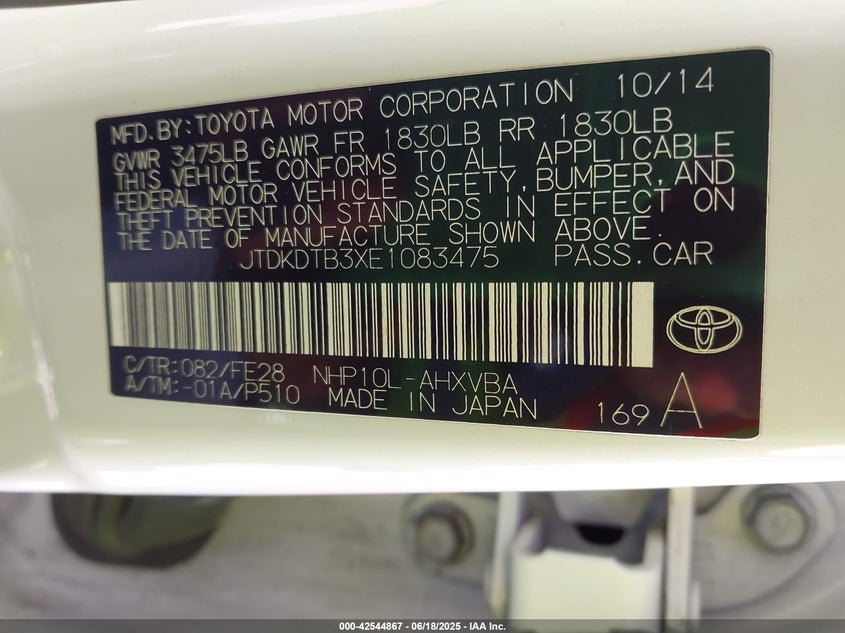 MFD. BY: TOYOTA MOTOR CORPORATION 10/14
GVWR 3475LB GAWR FR 1830LB RR 1830LB
THIS VEHICLE CONFORMS TO ALL APPLICABLE
FEDERAL MOTOR VEHICLE SAFETY, BUMPER, AND
THEFT PREVENTION STANDARDS IN EFFECT ON
THE DATE OF MANUFACTURE SHOWN ABOVE.
JTDKDTB3XE1083475 PASS. CAR
C/TR: 082/FE28 NHP10L-AHXVBA
A/TM: -01A/P510 MADE IN JAPAN
169 A
000-42544867 - 06/18/2025 - IAA Inc.